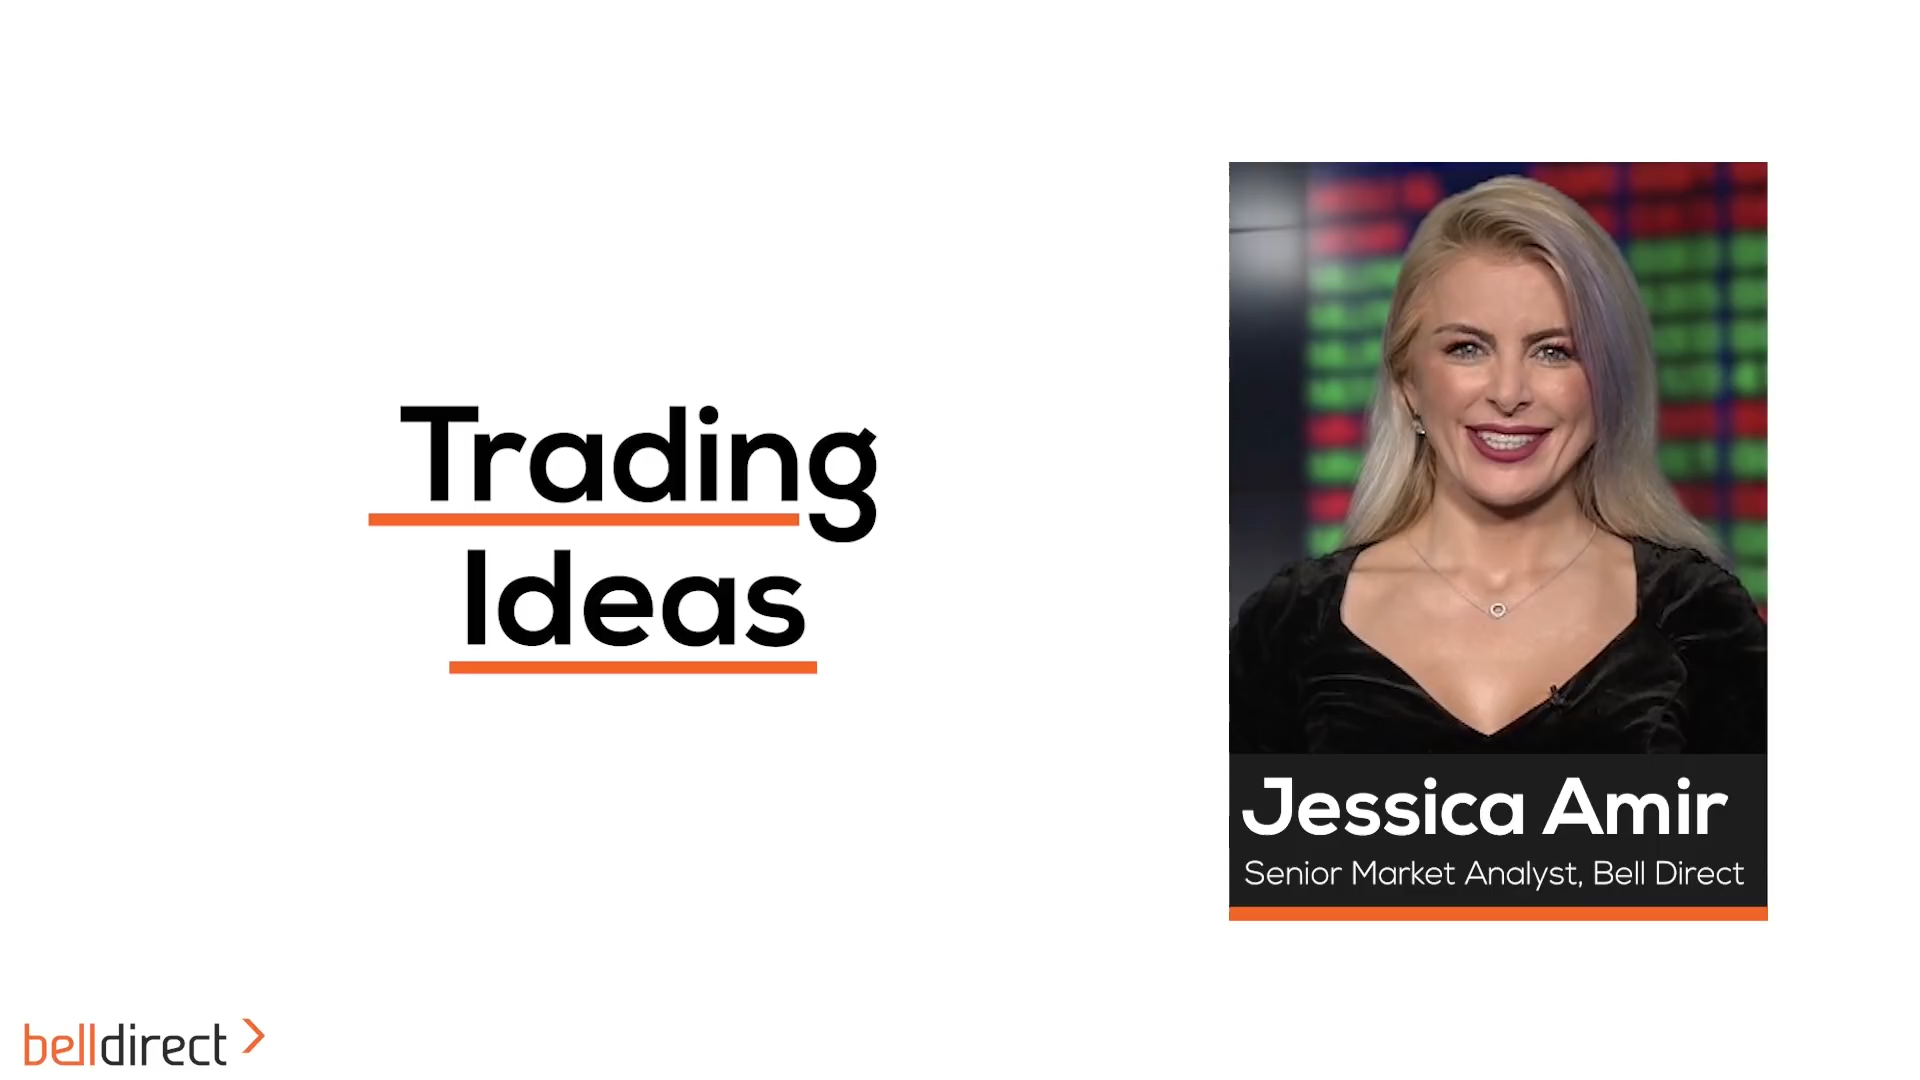 Trading
Ideas
Jessica Amir
Senior Market Analyst, Bell Direct
belldirect